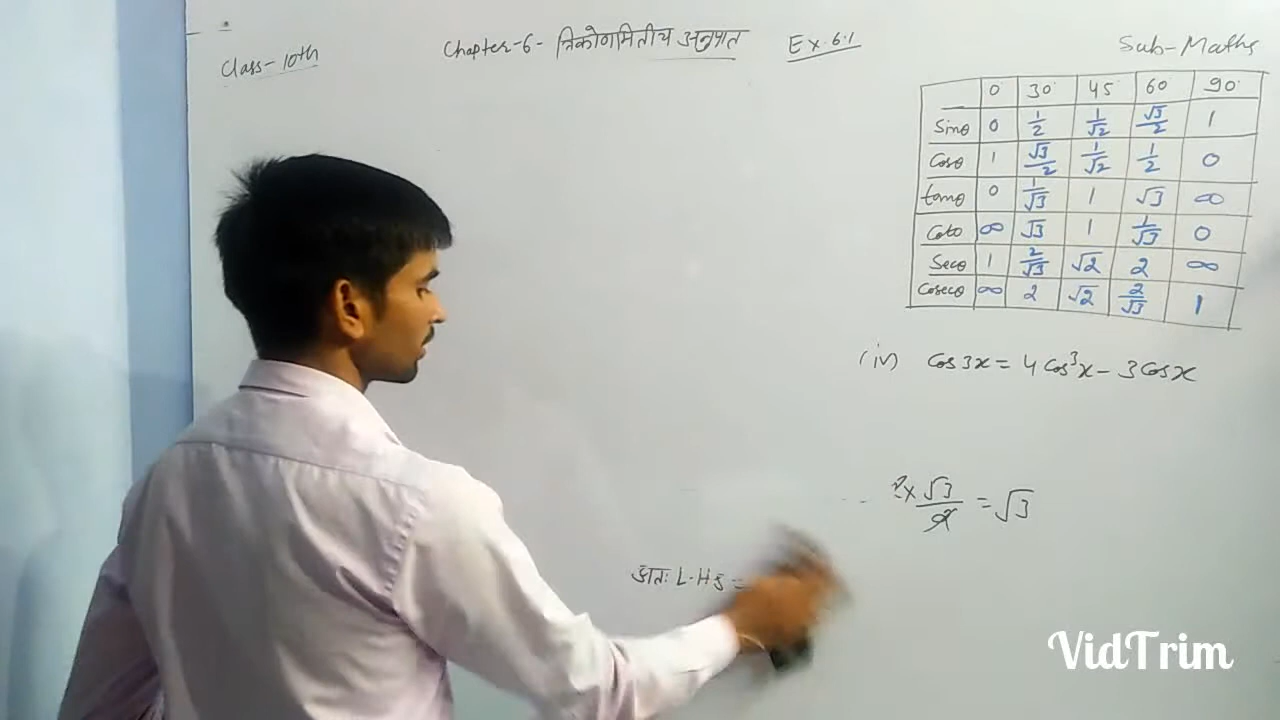 Class-10th
Chapter-6- त्रिकोणमितीय अनुपात Ex.6.1
Sub-Maths
0 30° 45° 60° 90°
Sinθ 0 1/2 1/√2 √3/2 1
Cosθ 1 √3/2 1/√2 1/2 0
tanθ 0 1/√3 1 √3 ∞
Cotθ ∞ √3 1 1/√3 0
Secθ 1 2/√3 √2 2 ∞
Cosecθ ∞ 2 √2 2/√3 1
(iv) Cos3x = 4Cos³x - 3Cosx
2×√3/2 = √3
अतः L.HS =
VidTrim